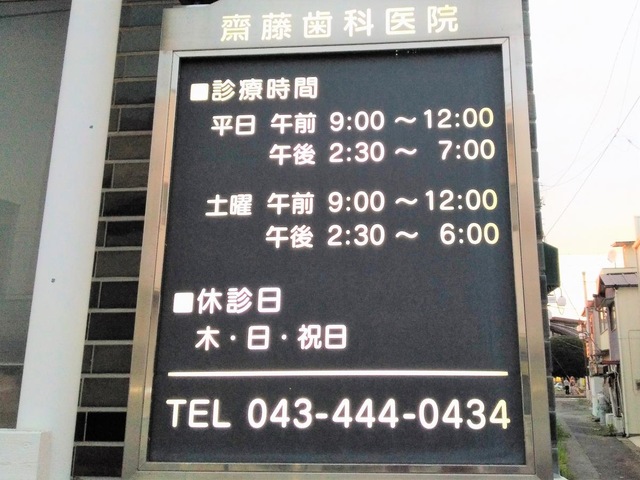 齋藤歯科医院
■診療時間
平日 午前 9:00 ～ 12:00
午後 2:30 ～ 7:00
土曜 午前 9:00 ～ 12:00
午後 2:30 ～ 6:00
■休診日
木・日・祝日
TEL 043-444-0434